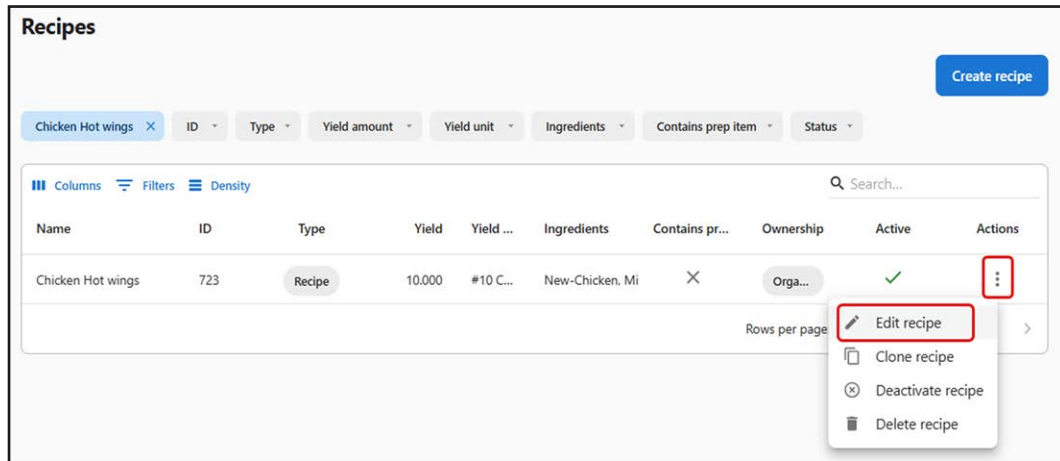 Recipes
Create recipe
Chicken Hot wings ID Type Yield amount Yield unit Ingredients Contains prep item Status
Columns Filters Density Search...
Name ID Type Yield Yield ... Ingredients Contains pr... Ownership Active Actions
Chicken Hot wings 723 Recipe 10.000 #10 C... New-Chicken, Mi Orga...
Rows per page
Edit recipe
Clone recipe
Deactivate recipe
Delete recipe